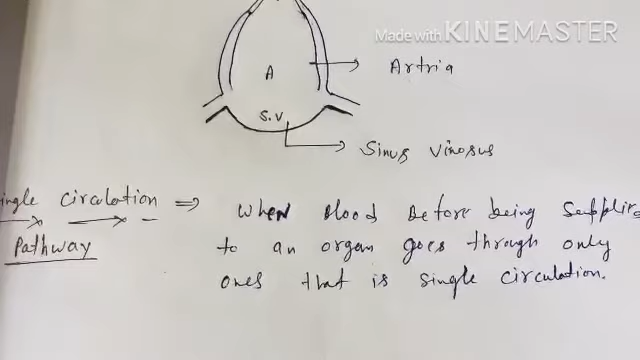 Made with KINEMASTER
A
Artria
S.V
Sinus Vinosus
ingle circulation ⇒ When Blood Before being Supplie
Pathway to an organ goes through only
ones that is single circulation.